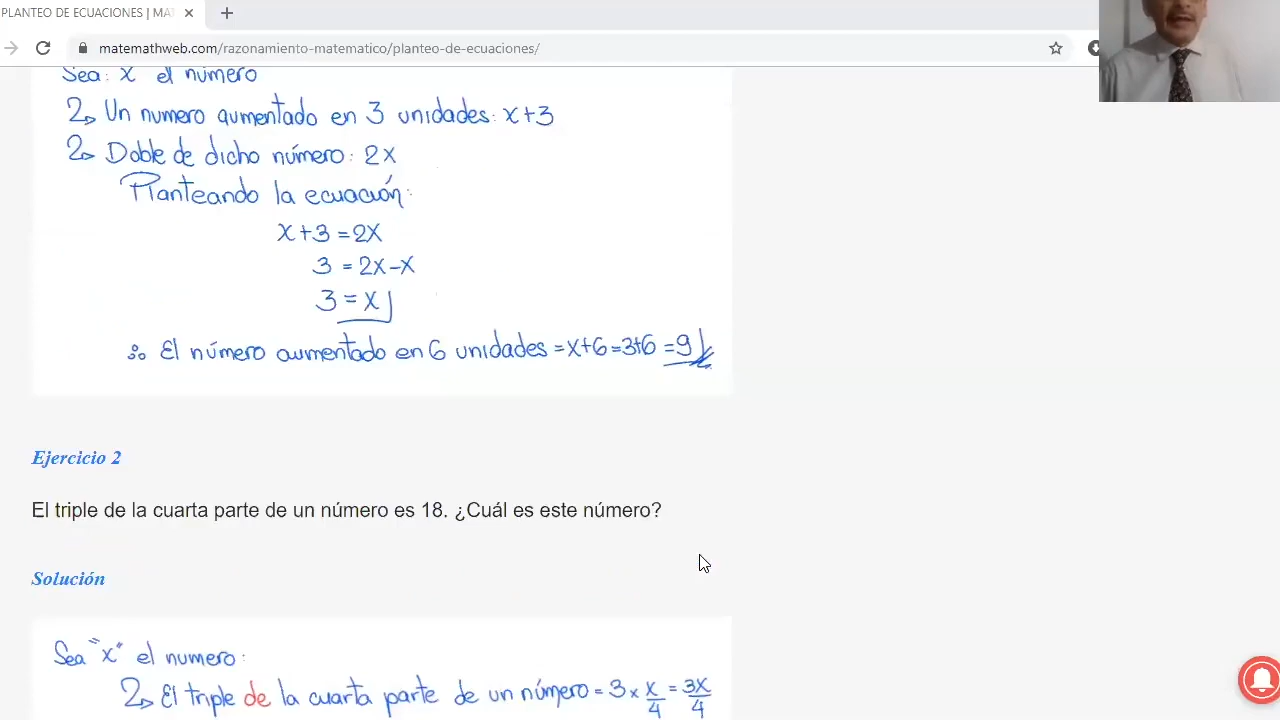 PLANTEO DE ECUACIONES | MA
matemathweb.com/razonamiento-matematico/planteo-de-ecuaciones/
Sea: x el número
Un numero aumentado en 3 unidades: x+3
Doble de dicho número: 2x
Planteando la ecuación:
x+3 = 2x
3 = 2x-x
3 = x
∴ El número aumentado en 6 unidades = x+6 = 3+6 = 9
Ejercicio 2
El triple de la cuarta parte de un número es 18. ¿Cuál es este número?
Solución
Sea "x" el numero:
El triple de la cuarta parte de un número = 3 × x/4 = 3x/4